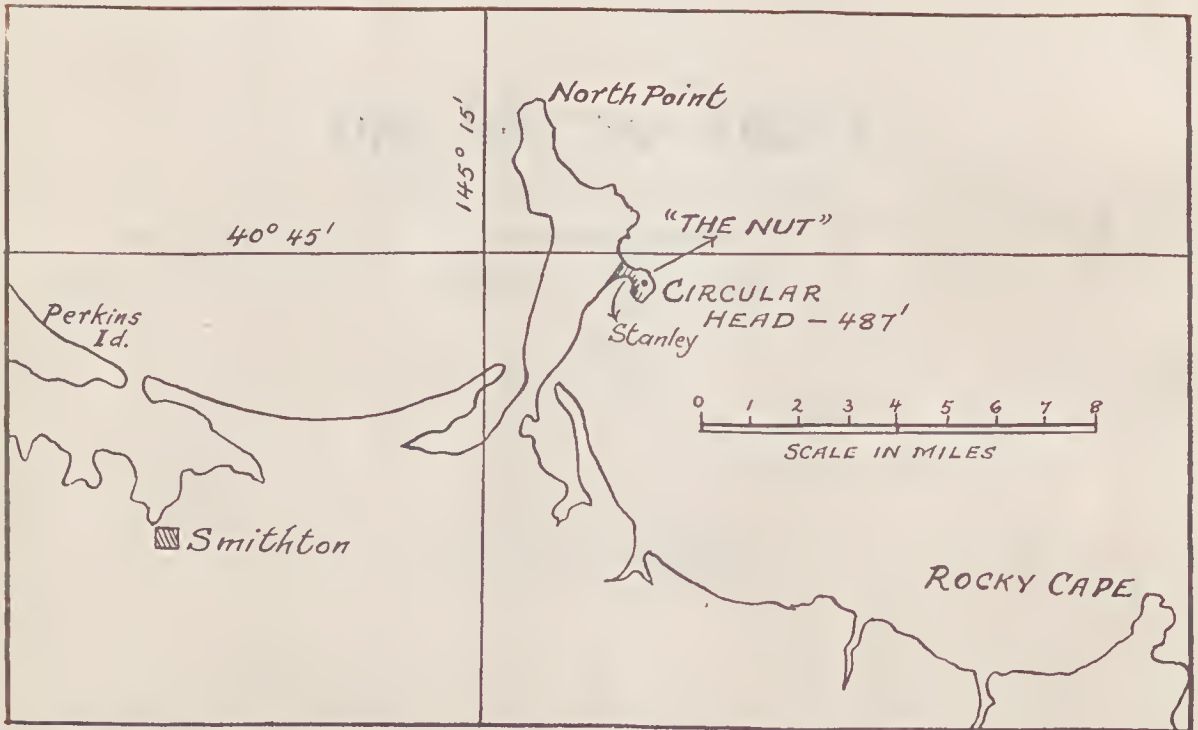 North Point
145° 15'
"THE NUT"
40° 45'
CIRCULAR
HEAD – 487'
Perkins
Id.
Stanley
0 1 2 3 4 5 6 7 8
SCALE IN MILES
Smithton
ROCKY CAPE